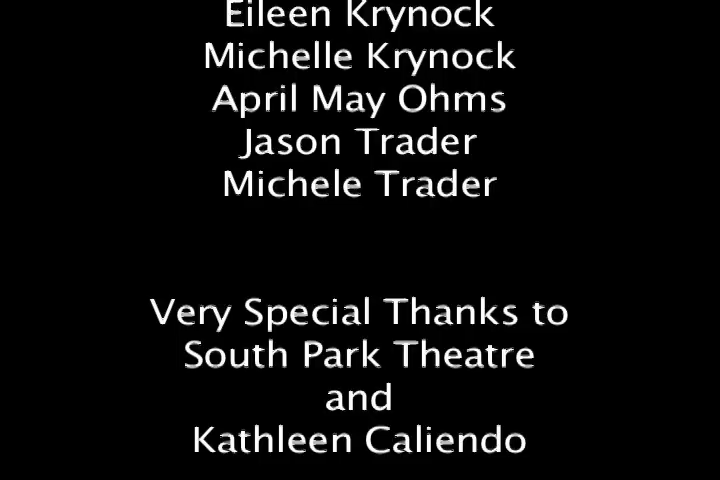 Eileen Krynock
Michelle Krynock
April May Ohms
Jason Trader
Michele Trader
Very Special Thanks to
South Park Theatre
and
Kathleen Caliendo